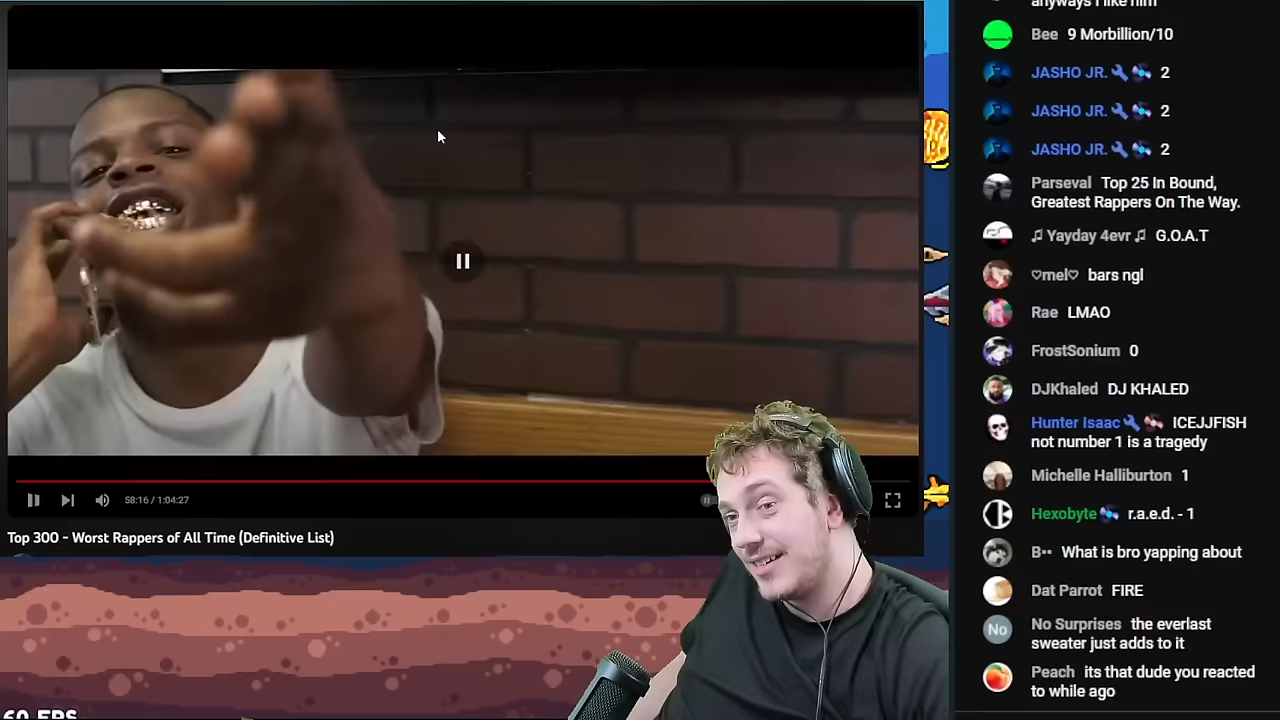 anyways I like him
Bee 9 Morbillion/10
JASHO JR. 2
JASHO JR. 2
JASHO JR. 2
Parseval Top 25 In Bound,
Greatest Rappers On The Way.
♫ Yayday 4evr ♫ G.O.A.T
♡mel♡ bars ngl
Rae LMAO
FrostSonium 0
DJKhaled DJ KHALED
Hunter Isaac ICEJJFISH
not number 1 is a tragedy
Michelle Halliburton 1
Hexobyte r.a.e.d. - 1
B·· What is bro yapping about
Dat Parrot FIRE
No
No Surprises the everlast
sweater just adds to it
Peach its that dude you reacted
to while ago
58:16 / 1:04:27
Top 300 - Worst Rappers of All Time (Definitive List)
60 FPS